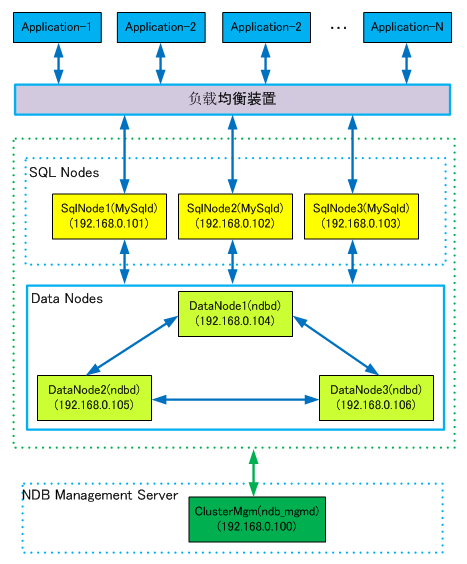 Application-1
Application-2
Application-2
...
Application-N
负载均衡装置
SQL Nodes
SqlNode1(MySqld)
(192.168.0.101)
SqlNode2(MySqld)
(192.168.0.102)
SqlNode3(MySqld)
(192.168.0.103)
Data Nodes
DataNode1(ndbd)
(192.168.0.104)
DataNode2(ndbd)
(192.168.0.105)
DataNode3(ndbd)
(192.168.0.106)
NDB Management Server
ClusterMgm(ndb_mgmd)
(192.168.0.100)